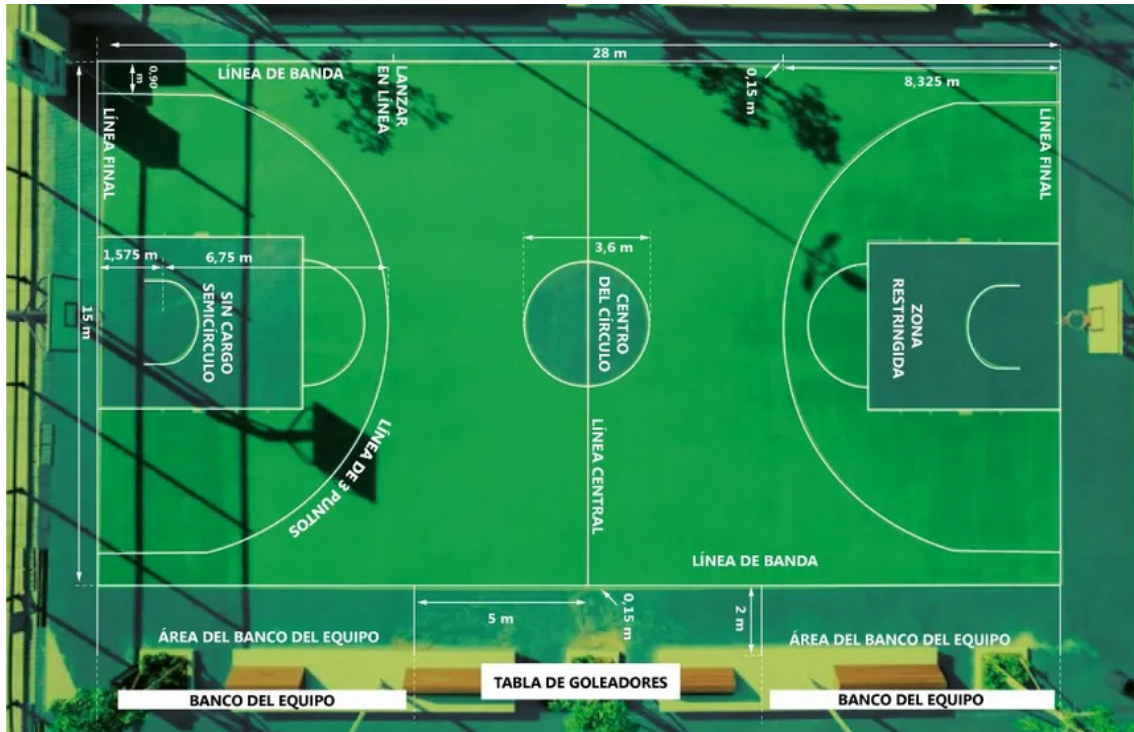 28 m
LÍNEA DE BANDA
0,90
m
LANZAR
EN LÍNEA
0,15 m
8,325 m
LÍNEA FINAL
LÍNEA FINAL
1,575 m
6,75 m
3,6 m
15 m
SIN CARGO
SEMICÍRCULO
CENTRO
DEL CÍRCULO
ZONA
RESTRINGIDA
LÍNEA DE 3 PUNTOS
LÍNEA CENTRAL
LÍNEA DE BANDA
5 m
0,15 m
2 m
ÁREA DEL BANCO DEL EQUIPO
ÁREA DEL BANCO DEL EQUIPO
TABLA DE GOLEADORES
BANCO DEL EQUIPO
BANCO DEL EQUIPO